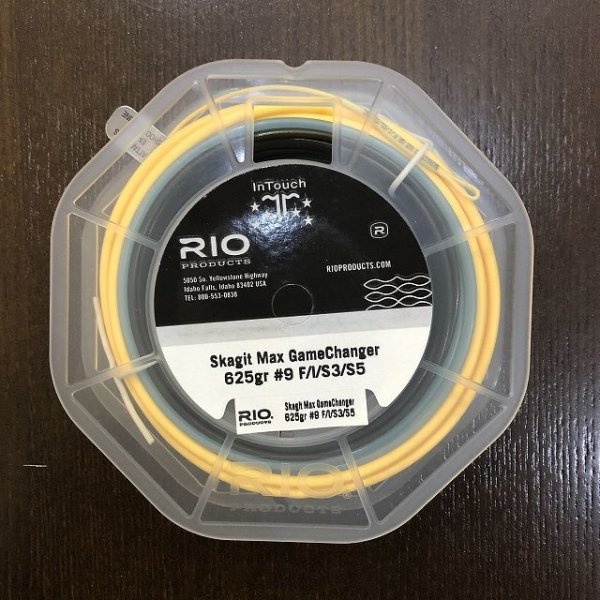 InTouch
RIO
PRODUCTS
5050 So. Yellowstone Highway
Idaho Falls, Idaho 83402 USA
TEL: 800-553-0838
R
RIOPRODUCTS.COM
Skagit Max GameChanger
625gr #9 F/I/S3/S5
RIO.
PRODUCTS
Skagit Max GameChanger
625gr #9 F/I/S3/S5
RIO®
PRODUCTS